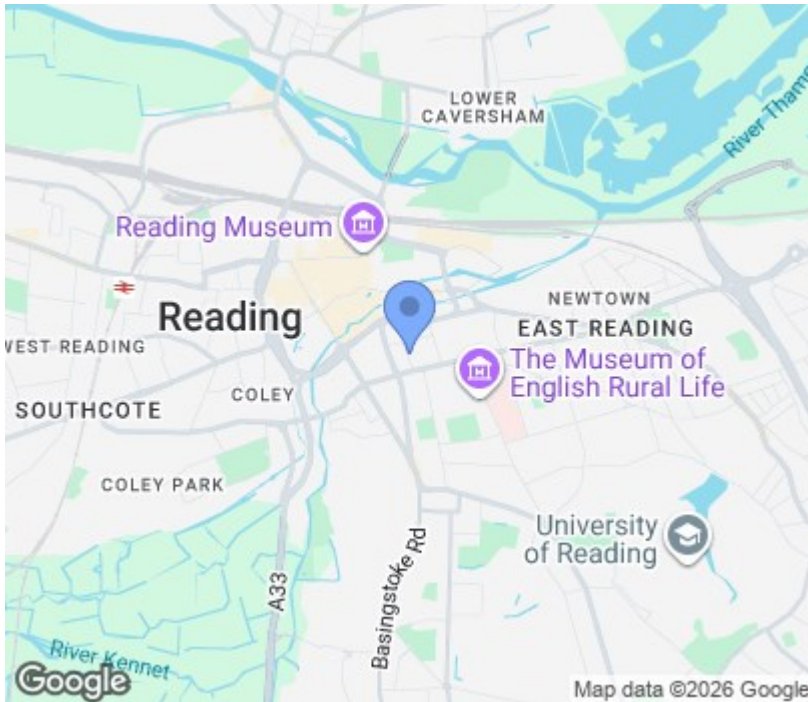 LOWER
CAVERSHAM
River Thames
Reading Museum
NEWTOWN
EAST READING
Reading
WEST READING
The Museum of
English Rural Life
COLEY
SOUTHCOTE
COLEY PARK
University
of Reading
Basingstoke Rd
A33
River Kennet
Google
Map data ©2026 Google